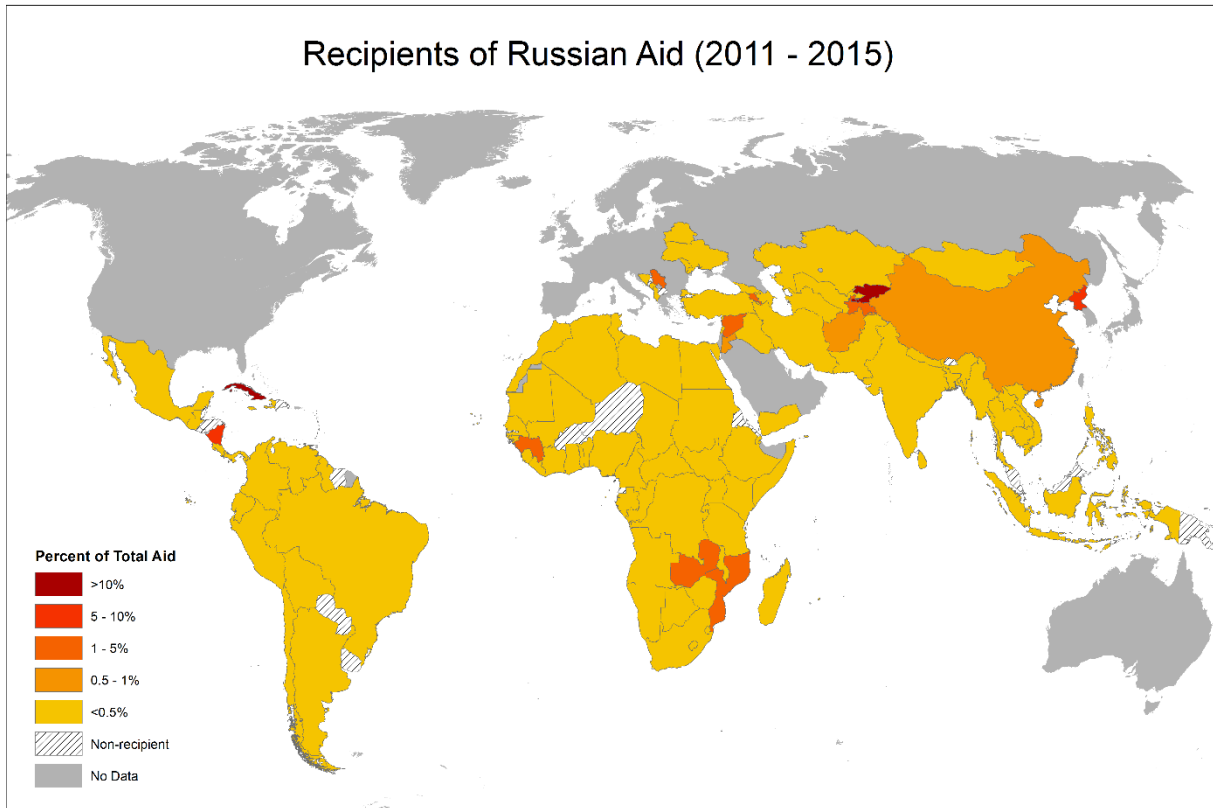 Recipients of Russian Aid (2011 - 2015)
Percent of Total Aid
>10%
5 - 10%
1 - 5%
0.5 - 1%
<0.5%
Non-recipient
No Data